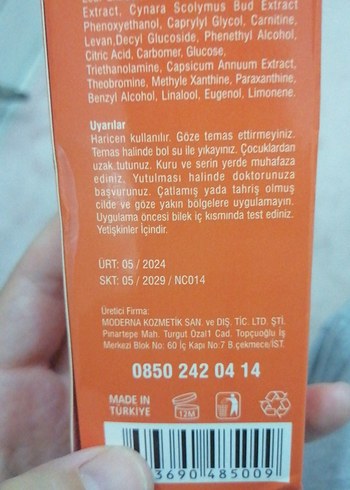 Extract, Cynara Scolymus Bud Extract
Phenoxyethanol, Caprylyl Glycol, Carnitine,
Levan,Decyl Glucoside, Phenethyl Alcohol,
Citric Acid, Carbomer, Glucose,
Triethanolamine, Capsicum Annuum Extract,
Theobromine, Methyle Xanthine, Paraxanthine,
Benzyl Alcohol, Linalool, Eugenol, Limonene.
Uyarılar
Haricen kullanılır. Göze temas ettirmeyiniz.
Temas halinde bol su ile yıkayınız. Çocuklardan
uzak tutunuz. Kuru ve serin yerde muhafaza
ediniz. Yutulması halinde doktorunuza
başvurunuz. Çatlamış yada tahriş olmuş
cilde ve göze yakın bölgelere uygulamayın.
Uygulama öncesi bilek iç kısmında test ediniz.
Yetişkinler İçindir.
ÜRT: 05 / 2024
SKT: 05 / 2029 / NC014
Üretici Firma:
MODERNA KOZMETİK SAN. ve DIŞ. TİC. LTD. ŞTİ.
Pınartepe Mah. Turgut Özal1 Cad. Topçuoğlu İş
Merkezi Blok No: 60 İç Kapı No:7 B.çekmece/İST.
0850 242 04 14
MADE IN
TÜRKİYE
12M
3690 485009